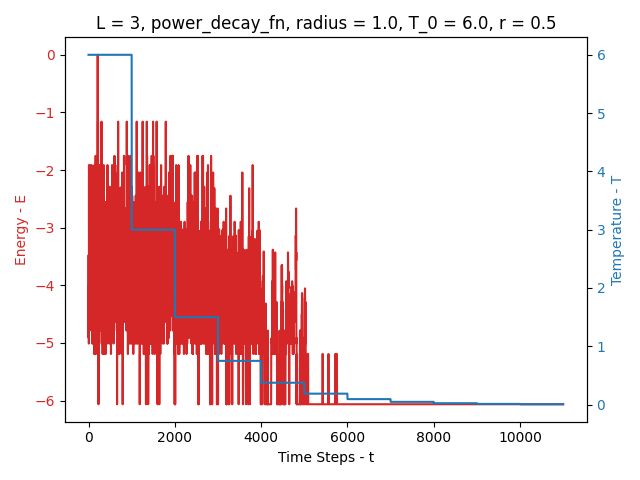 L = 3, power_decay_fn, radius = 1.0, T_0 = 6.0, r = 0.5
Energy - E
0
−1
−2
−3
−4
−5
−6
6
5
4
3
2
1
0
Temperature - T
0 2000 4000 6000 8000 10000
Time Steps - t